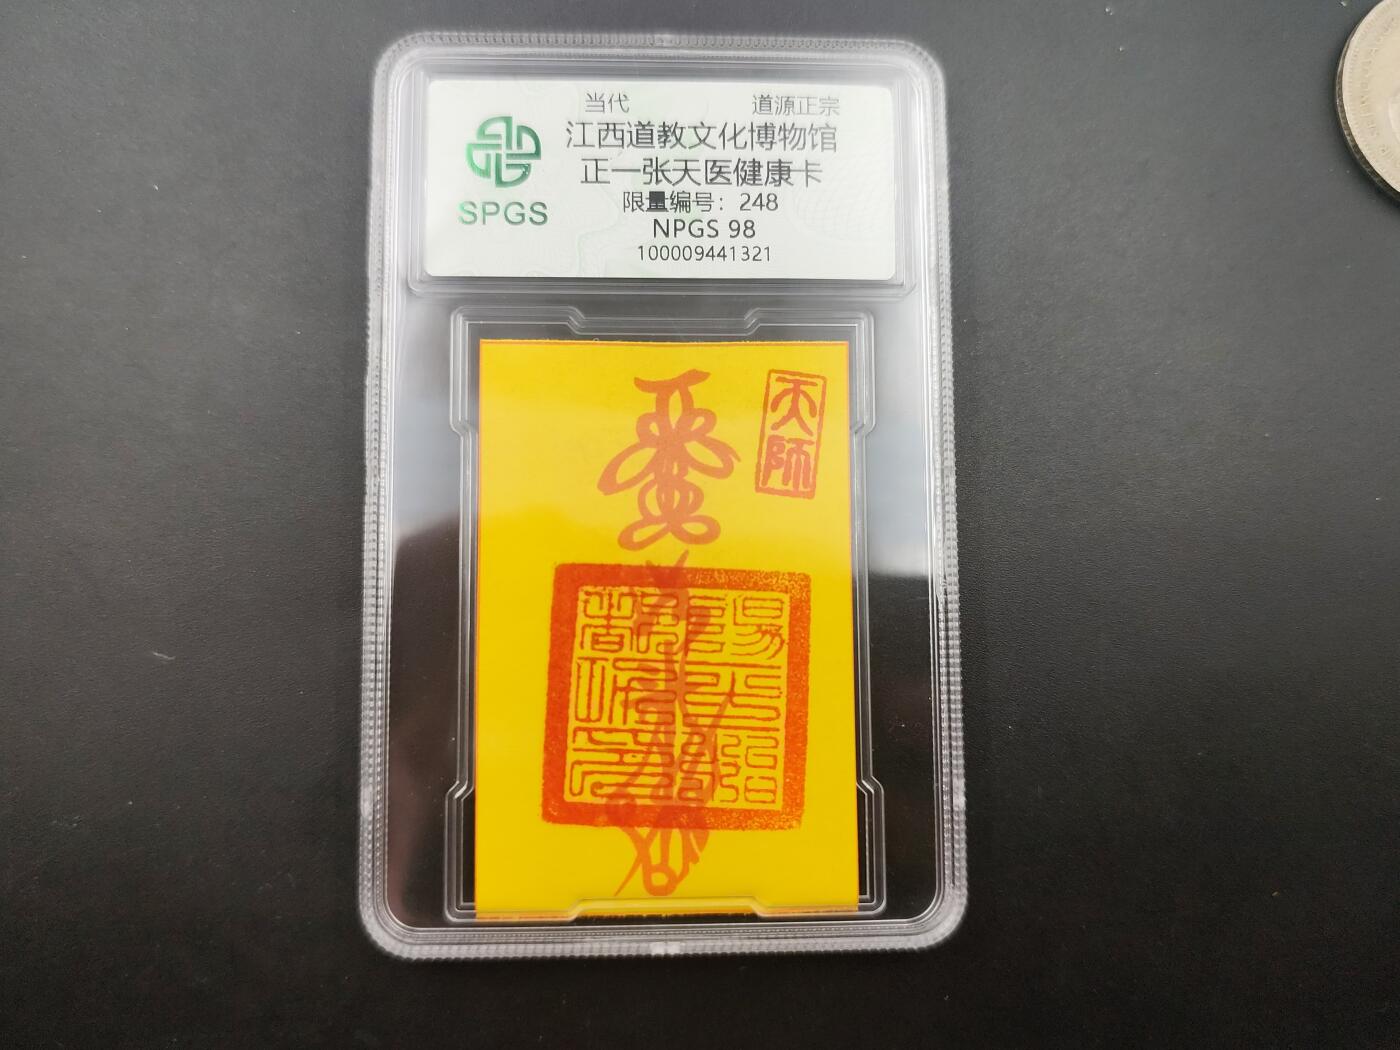 当代 道源正宗
江西道教文化博物馆
正一张天医健康卡
限量编号：248
NPGS 98
100009441321
SPGS
天师